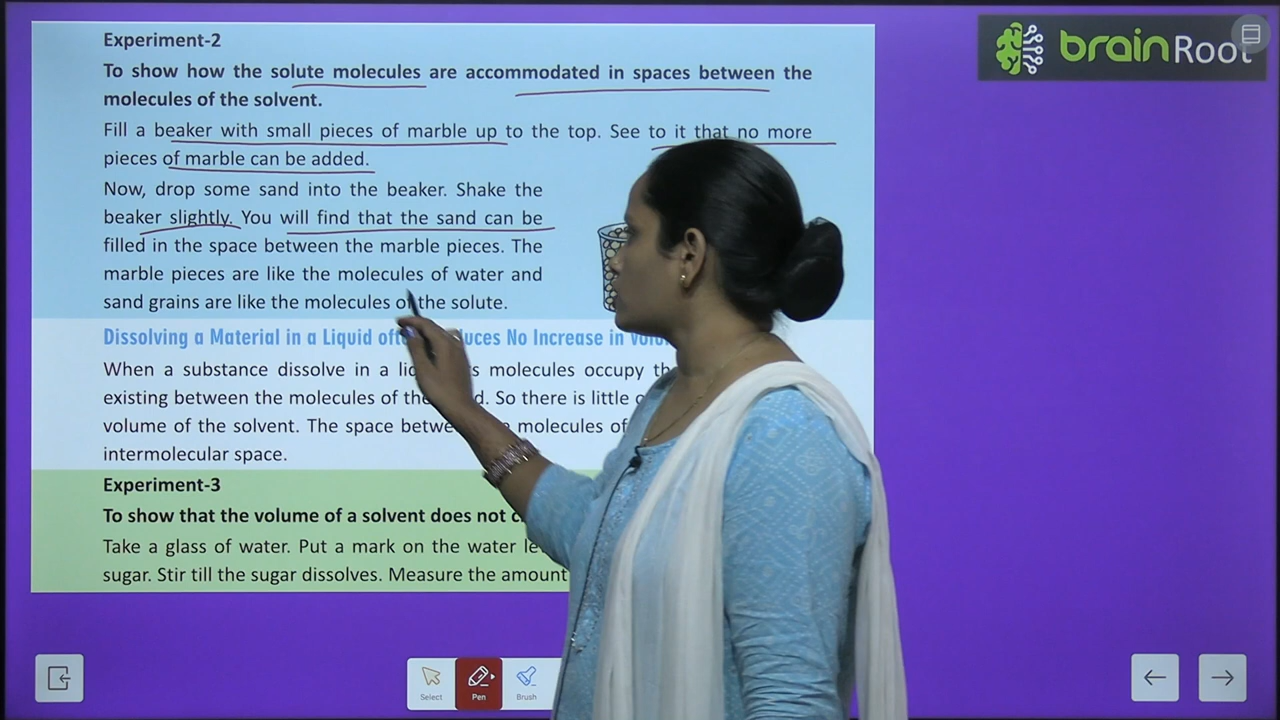 Experiment-2
To show how the solute molecules are accommodated in spaces between the
molecules of the solvent.
Fill a beaker with small pieces of marble up to the top. See to it that no more
pieces of marble can be added.
Now, drop some sand into the beaker. Shake the
beaker slightly. You will find that the sand can be
filled in the space between the marble pieces. The
marble pieces are like the molecules of water and
sand grains are like the molecules of the solute.
Dissolving a Material in a Liquid No Increase in
When a substance dissolve in a molecules occupy
existing between the molecules of So there is little
volume of the solvent. The space molecules of
intermolecular space.
Experiment-3
To show that the volume of a solvent does not
Take a glass of water. Put a mark on the water
sugar. Stir till the sugar dissolves. Measure the amount
brainRoot
Select
Pen
Brush